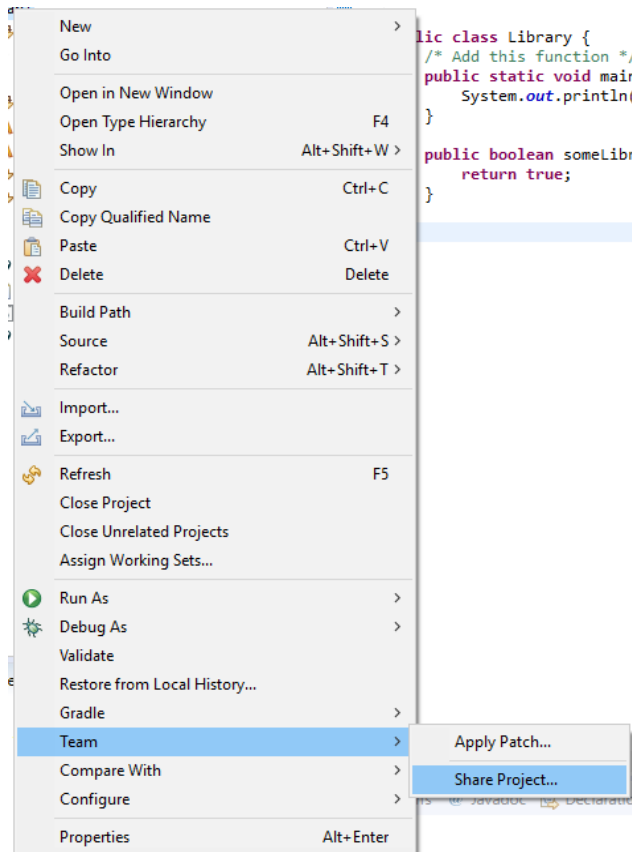 New >
Go Into
Open in New Window
Open Type Hierarchy F4
Show In Alt+Shift+W >
Copy Ctrl+C
Copy Qualified Name
Paste Ctrl+V
Delete Delete
Build Path >
Source Alt+Shift+S >
Refactor Alt+Shift+T >
Import...
Export...
Refresh F5
Close Project
Close Unrelated Projects
Assign Working Sets...
Run As >
Debug As >
Validate
Restore from Local History...
Gradle >
Team >
Compare With >
Configure >
Properties Alt+Enter
Apply Patch...
Share Project...
lic class Library {
/* Add this function */
public static void main
System.out.println(
}
public boolean someLibr
return true;
}
@ Javadoc Declaratio